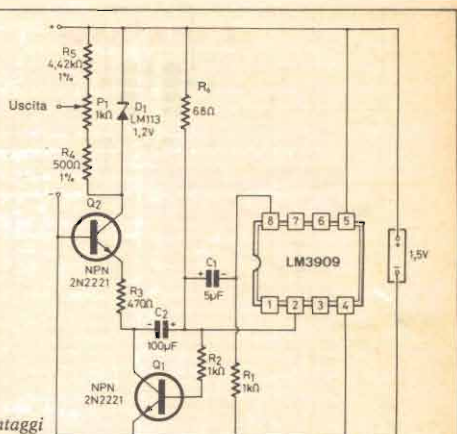 R5
4,42kΩ
1%
Uscita
P1
1kΩ
D1
LM113
1,2V
R4
500Ω
1%
68Ω
Q2
NPN
2N2221
R3
470Ω
C2
100µF
C1
5µF
8 7 6 5
LM3909
1 2 3 4
1,5V
R2
1kΩ
R1
1kΩ
Q1
NPN
2N2221
ntaggi